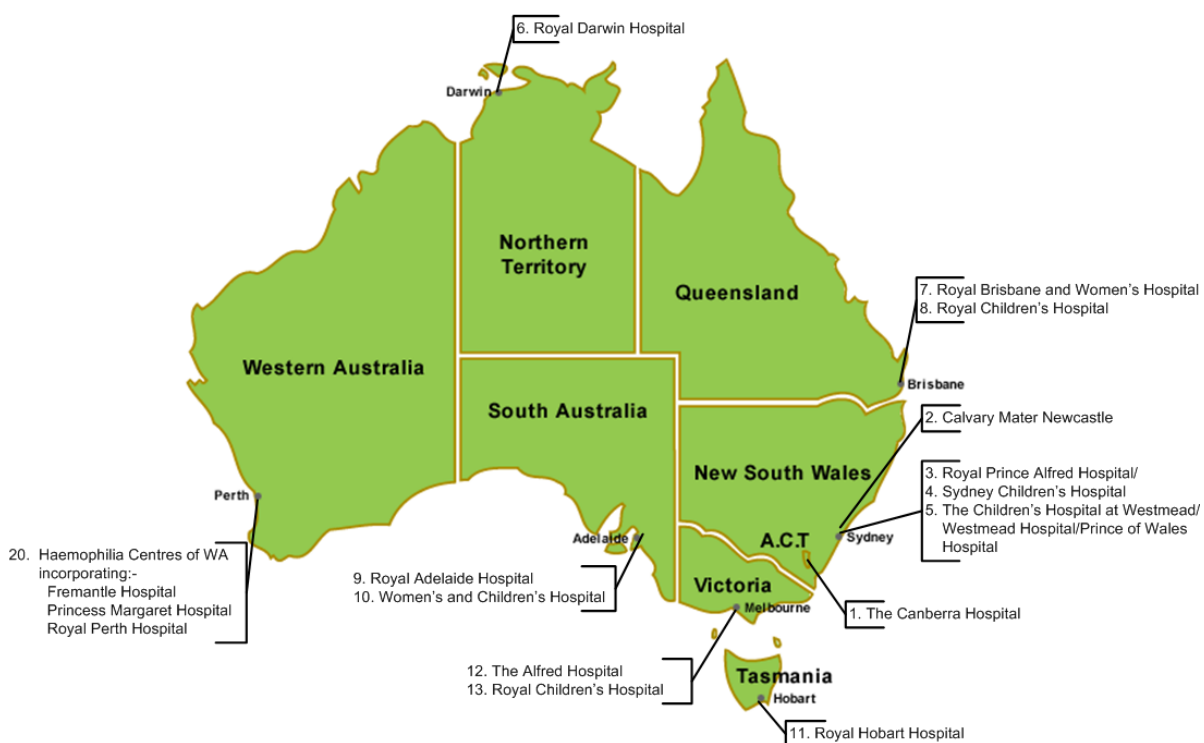 6. Royal Darwin Hospital
Darwin
Northern
Territory
Queensland
7. Royal Brisbane and Women's Hospital
8. Royal Children's Hospital
Western Australia
Brisbane
South Australia
2. Calvary Mater Newcastle
New South Wales
3. Royal Prince Alfred Hospital/
4. Sydney Children's Hospital
5. The Children's Hospital at Westmead/
Westmead Hospital/Prince of Wales
Hospital
Perth
Adelaide
A.C.T
Sydney
20. Haemophilia Centres of WA
incorporating:-
Fremantle Hospital
Princess Margaret Hospital
Royal Perth Hospital
9. Royal Adelaide Hospital
10. Women's and Children's Hospital
Victoria
Melbourne
1. The Canberra Hospital
12. The Alfred Hospital
13. Royal Children's Hospital
Tasmania
Hobart
11. Royal Hobart Hospital